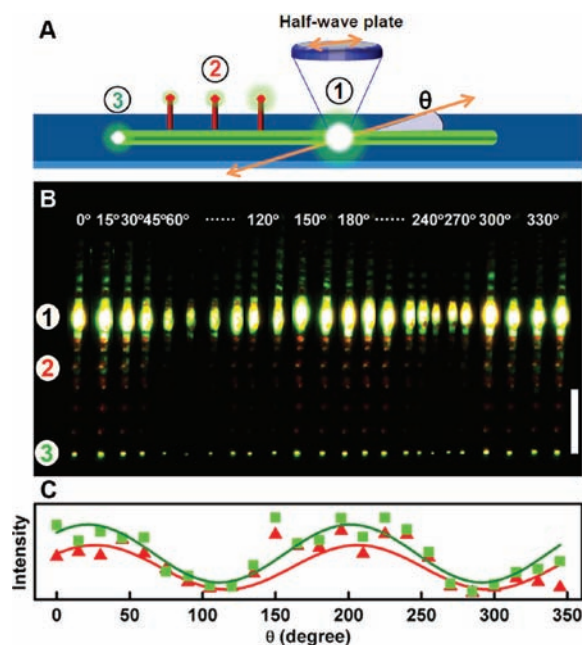 A
Half-wave plate
2
1
3
θ
B
0° 15° 30° 45° 60° ...... 120° 150° 180° ...... 240° 270° 300° 330°
1
2
3
C
Intensity
0 50 100 150 200 250 300 350
θ (degree)